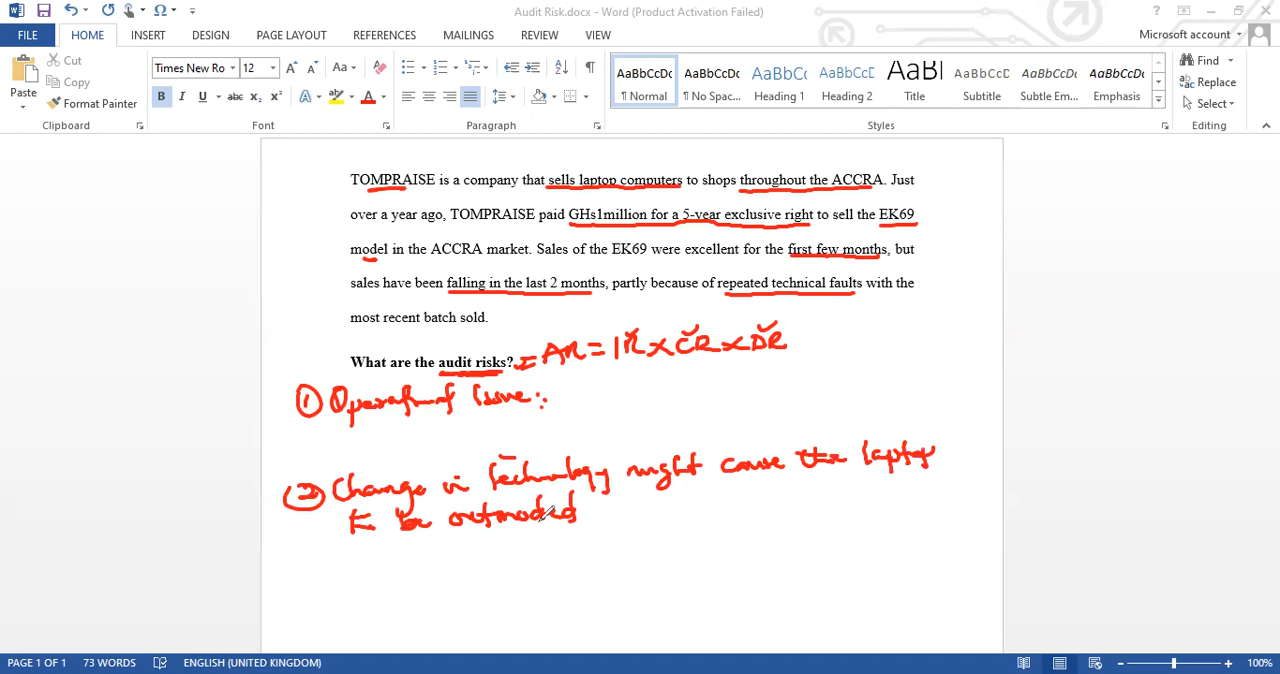 Audit Risk.docx - Word (Product Activation Failed)
FILE HOME INSERT DESIGN PAGE LAYOUT REFERENCES MAILINGS REVIEW VIEW Microsoft account
Paste Cut Copy Format Painter
Times New Ro 12 Aa
B I U abc X₂ X² A A
AaBbCcDc AaBbCcDc AaBbCc AaBbCcD AaBl AaBbCcD AaBbCcDc AaBbCcDc
¶ Normal ¶ No Spac... Heading 1 Heading 2 Title Subtitle Subtle Em... Emphasis
Find Replace Select
Clipboard Font Paragraph Styles Editing
TOMPRAISE is a company that sells laptop computers to shops throughout the ACCRA. Just
over a year ago, TOMPRAISE paid GHs1million for a 5-year exclusive right to sell the EK69
model in the ACCRA market. Sales of the EK69 were excellent for the first few months, but
sales have been falling in the last 2 months, partly because of repeated technical faults with the
most recent batch sold.
What are the audit risks? = AR = IR x CR x DR
① Operational Issue :
② Change in Technology might cause the laptop
to be outmoded
PAGE 1 OF 1 73 WORDS ENGLISH (UNITED KINGDOM) 100%